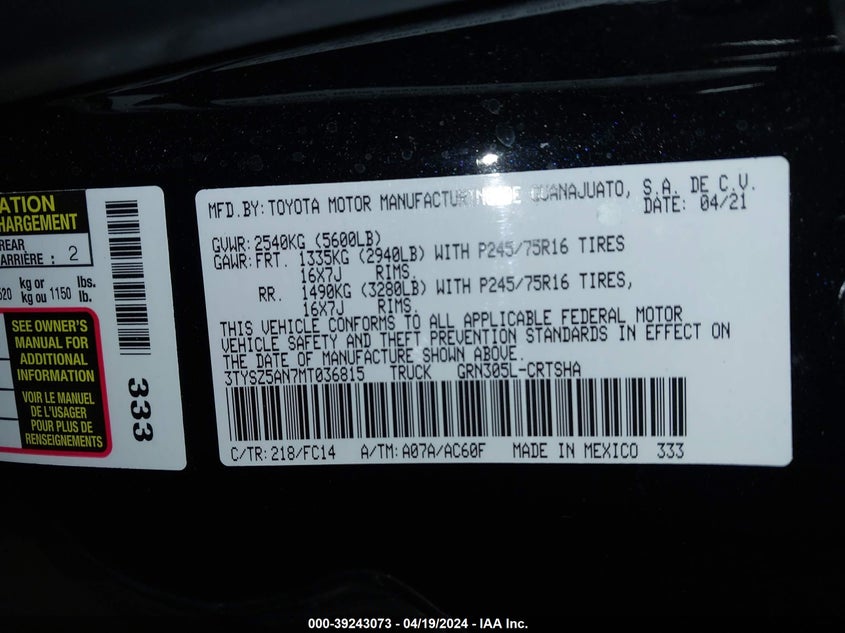 ATION
HARGEMENT
REAR
ARRIÈRE : 2
520 kg or kg ou 1150 lbs. lb.
SEE OWNER'S
MANUAL FOR
ADDITIONAL
INFORMATION
VOIR LE MANUEL
DE L'USAGER
POUR PLUS DE
RENSEIGNEMENTS
333
MFD.BY: TOYOTA MOTOR MANUFACTURING DE GUANAJUATO, S.A. DE C.V.
DATE: 04/21
GVWR: 2540KG (5600LB)
GAWR: FRT. 1335KG (2940LB) WITH P245/75R16 TIRES
16X7J RIMS.
RR. 1490KG (3280LB) WITH P245/75R16 TIRES,
16X7J RIMS.
THIS VEHICLE CONFORMS TO ALL APPLICABLE FEDERAL MOTOR
VEHICLE SAFETY AND THEFT PREVENTION STANDARDS IN EFFECT ON
THE DATE OF MANUFACTURE SHOWN ABOVE.
3TYSZ5AN7MT036815 TRUCK GRN305L-CRTSHA
C/TR: 218/FC14 A/TM: A07A/AC60F MADE IN MEXICO 333
000-39243073 - 04/19/2024 - IAA Inc.